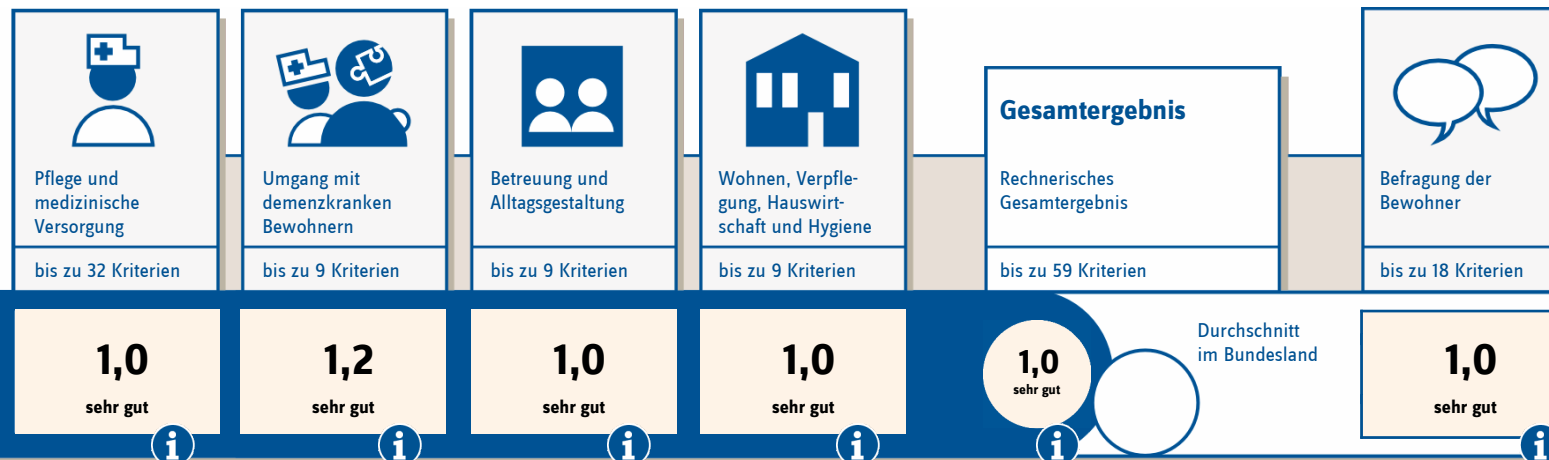 Pflege und
medizinische
Versorgung
bis zu 32 Kriterien
1,0
sehr gut
i
Umgang mit
demenzkranken
Bewohnern
bis zu 9 Kriterien
1,2
sehr gut
i
Betreuung und
Alltagsgestaltung
bis zu 9 Kriterien
1,0
sehr gut
i
Wohnen, Verpfle-
gung, Hauswirt-
schaft und Hygiene
bis zu 9 Kriterien
1,0
sehr gut
i
Gesamtergebnis
Rechnerisches
Gesamtergebnis
bis zu 59 Kriterien
1,0
sehr gut
i
Durchschnitt
im Bundesland
Befragung der
Bewohner
bis zu 18 Kriterien
1,0
sehr gut
i